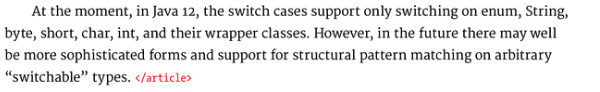 At the moment, in Java 12, the switch cases support only switching on enum, String,
byte, short, char, int, and their wrapper classes. However, in the future there may well
be more sophisticated forms and support for structural pattern matching on arbitrary
“switchable” types. </article>